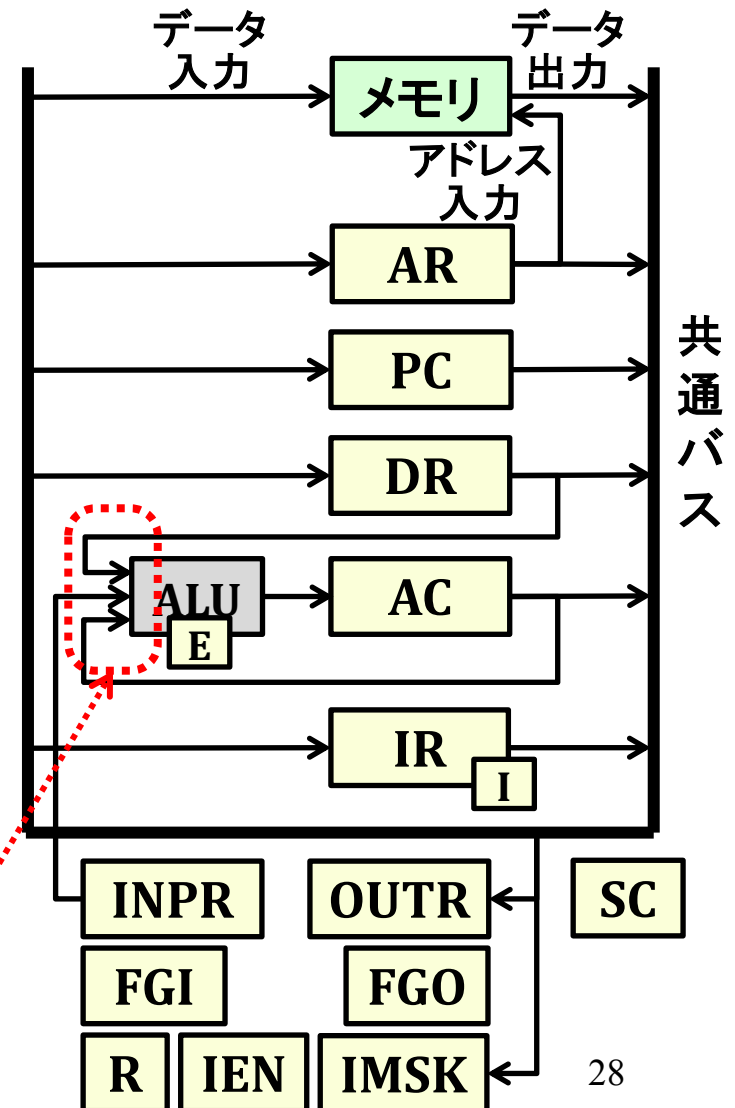 データ
入力
データ
出力
メモリ
アドレス
入力
AR
共通バス
PC
DR
ALU
E
AC
IR
I
INPR
OUTR
SC
FGI
FGO
R
IEN
IMSK
28